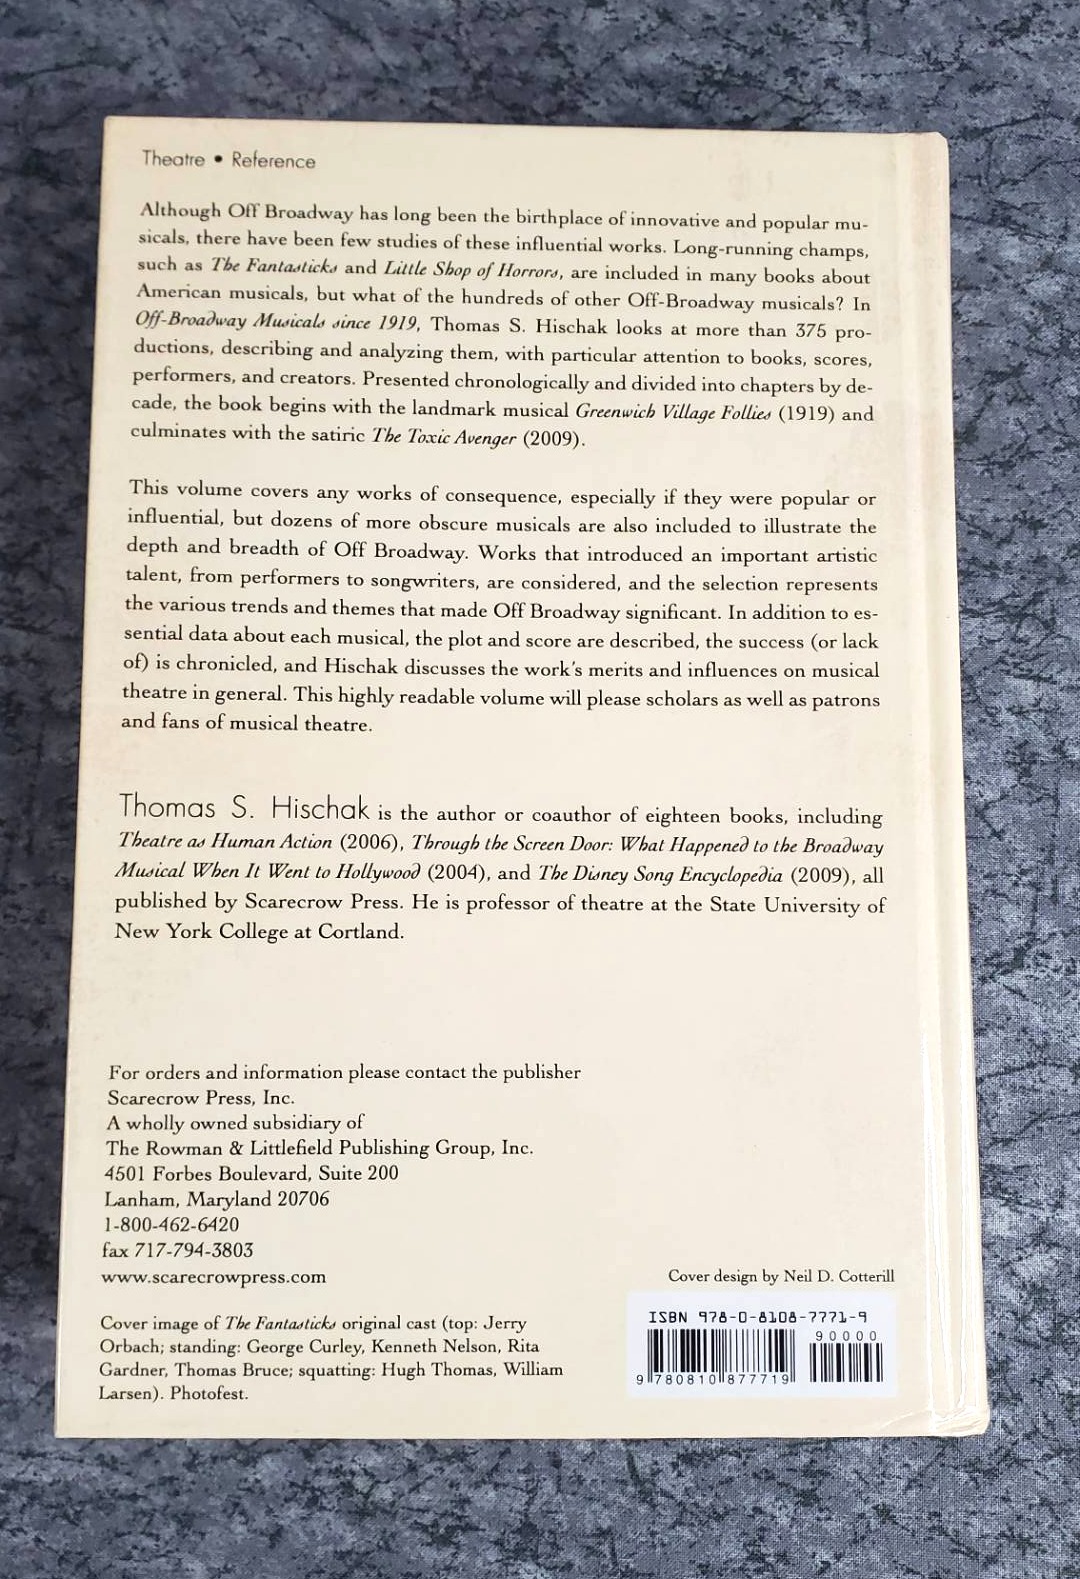 Theatre • Reference
Although Off Broadway has long been the birthplace of innovative and popular mu-
sicals, there have been few studies of these influential works. Long-running champs,
such as The Fantasticks and Little Shop of Horrors, are included in many books about
American musicals, but what of the hundreds of other Off-Broadway musicals? In
Off-Broadway Musicals since 1919, Thomas S. Hischak looks at more than 375 pro-
ductions, describing and analyzing them, with particular attention to books, scores,
performers, and creators. Presented chronologically and divided into chapters by de-
cade, the book begins with the landmark musical Greenwich Village Follies (1919) and
culminates with the satiric The Toxic Avenger (2009).
This volume covers any works of consequence, especially if they were popular or
influential, but dozens of more obscure musicals are also included to illustrate the
depth and breadth of Off Broadway. Works that introduced an important artistic
talent, from performers to songwriters, are considered, and the selection represents
the various trends and themes that made Off Broadway significant. In addition to es-
sential data about each musical, the plot and score are described, the success (or lack
of) is chronicled, and Hischak discusses the work's merits and influences on musical
theatre in general. This highly readable volume will please scholars as well as patrons
and fans of musical theatre.
Thomas S. Hischak is the author or coauthor of eighteen books, including
Theatre as Human Action (2006), Through the Screen Door: What Happened to the Broadway
Musical When It Went to Hollywood (2004), and The Disney Song Encyclopedia (2009), all
published by Scarecrow Press. He is professor of theatre at the State University of
New York College at Cortland.
For orders and information please contact the publisher
Scarecrow Press, Inc.
A wholly owned subsidiary of
The Rowman & Littlefield Publishing Group, Inc.
4501 Forbes Boulevard, Suite 200
Lanham, Maryland 20706
1-800-462-6420
fax 717-794-3803
www.scarecrowpress.com
Cover image of The Fantasticks original cast (top: Jerry
Orbach; standing: George Curley, Kenneth Nelson, Rita
Gardner, Thomas Bruce; squatting: Hugh Thomas, William
Larsen). Photofest.
Cover design by Neil D. Cotterill
ISBN 978-0-8108-7771-9
90000
9 780810 877719